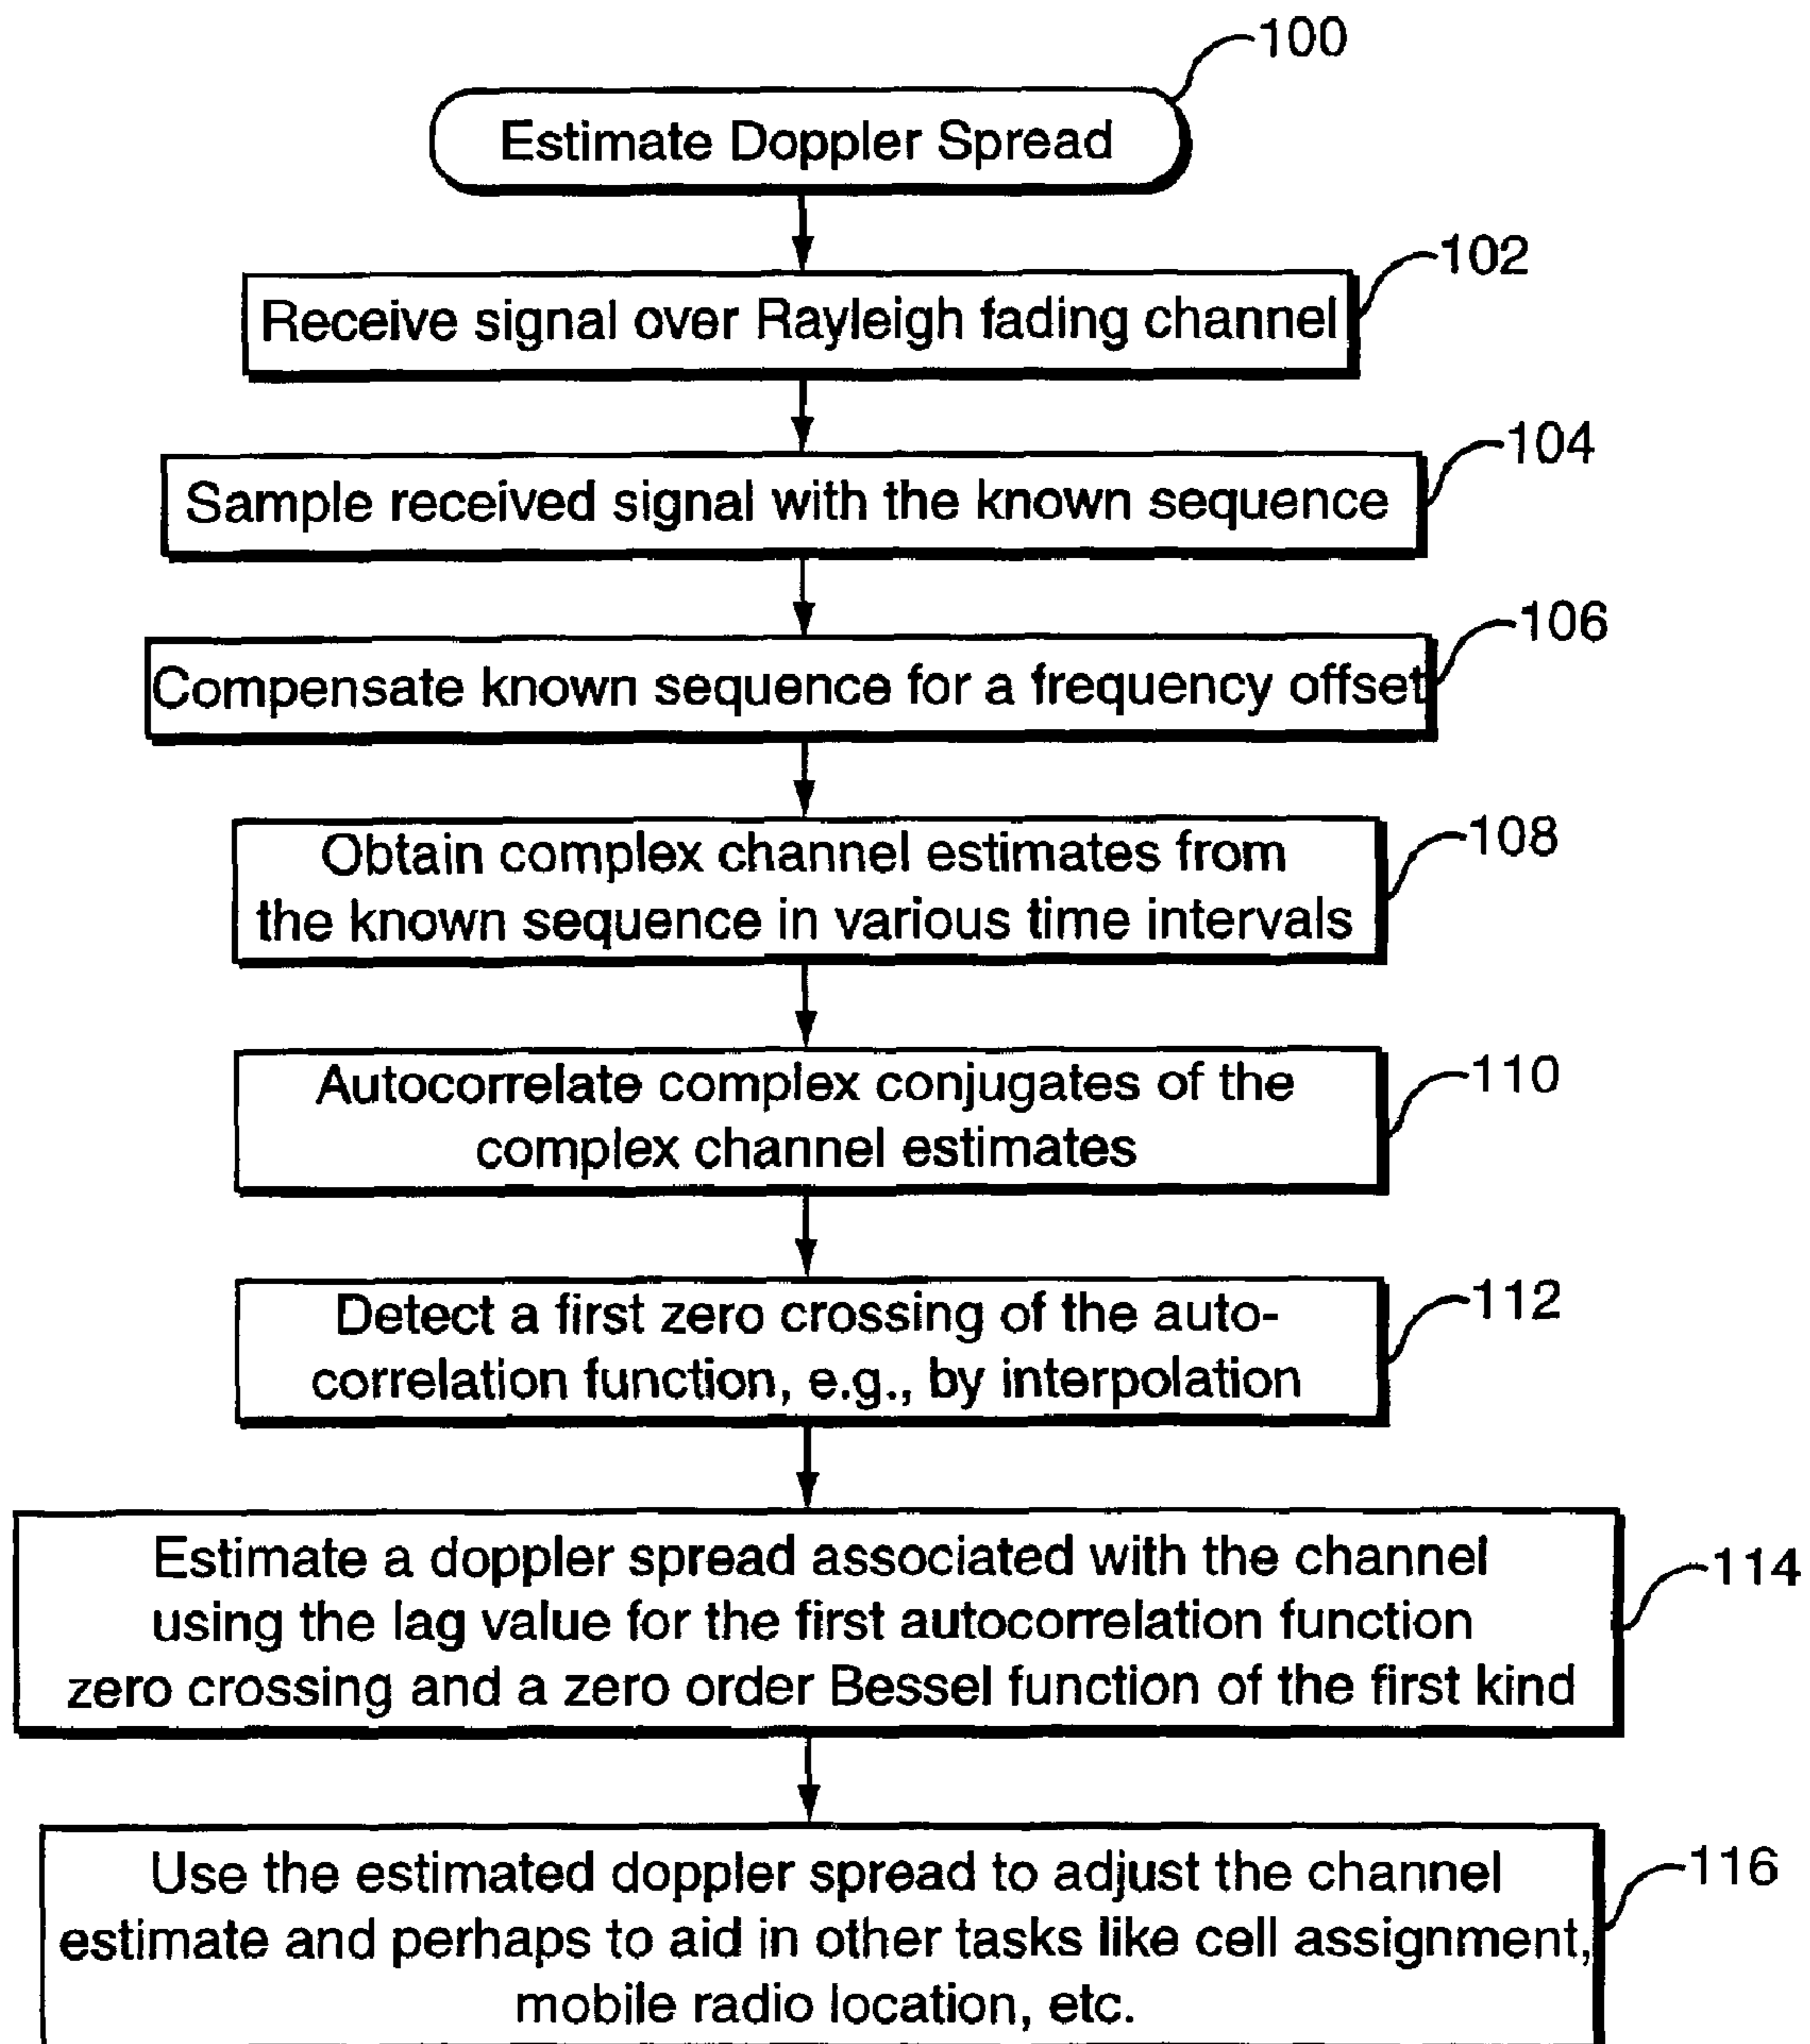 100
Estimate Doppler Spread
102
Receive signal over Rayleigh fading channel
104
Sample received signal with the known sequence
106
Compensate known sequence for a frequency offset
108
Obtain complex channel estimates from
the known sequence in various time intervals
110
Autocorrelate complex conjugates of the
complex channel estimates
112
Detect a first zero crossing of the auto-
correlation function, e.g., by interpolation
114
Estimate a doppler spread associated with the channel
using the lag value for the first autocorrelation function
zero crossing and a zero order Bessel function of the first kind
116
Use the estimated doppler spread to adjust the channel
estimate and perhaps to aid in other tasks like cell assignment,
mobile radio location, etc.